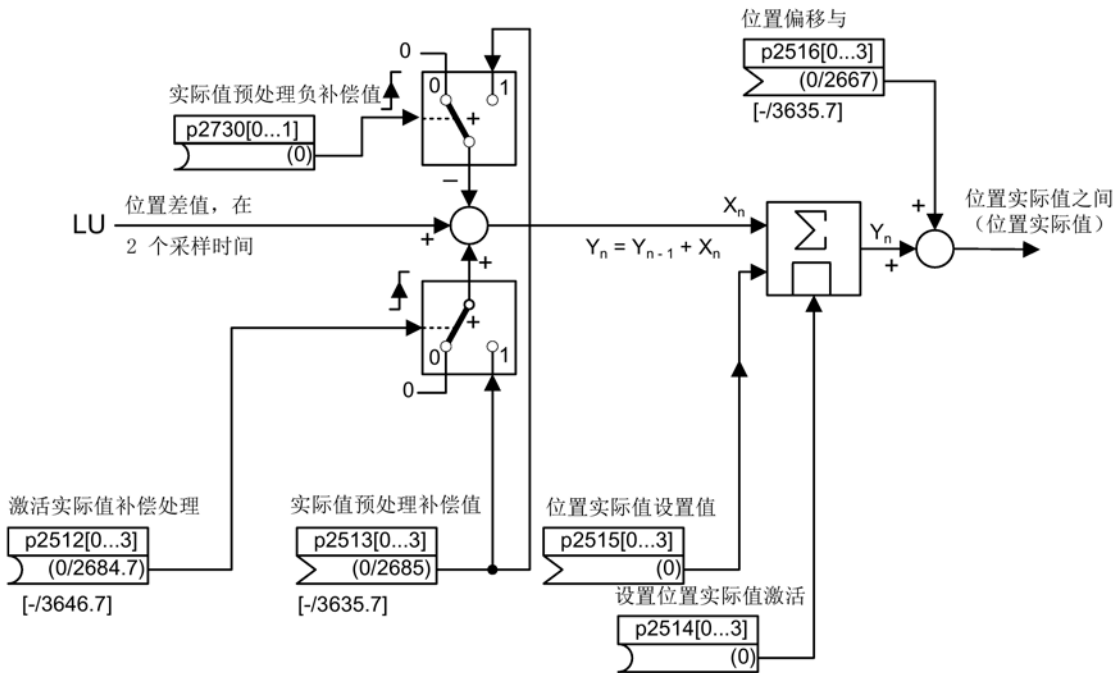 位置偏移与
p2516[0...3]
(0/2667)
[-/3635.7]
0
0
1
+
实际值预处理负补偿值
p2730[0...1]
(0)
−
LU
位置差值，在
2 个采样时间
+
+
Xn
Yn = Yn - 1 + Xn
Σ
Yn
+
+
位置实际值之间
（位置实际值）
+
0
1
0
激活实际值补偿处理
p2512[0...3]
(0/2684.7)
[-/3646.7]
实际值预处理补偿值
p2513[0...3]
(0/2685)
[-/3635.7]
位置实际值设置值
p2515[0...3]
(0)
设置位置实际值激活
p2514[0...3]
(0)